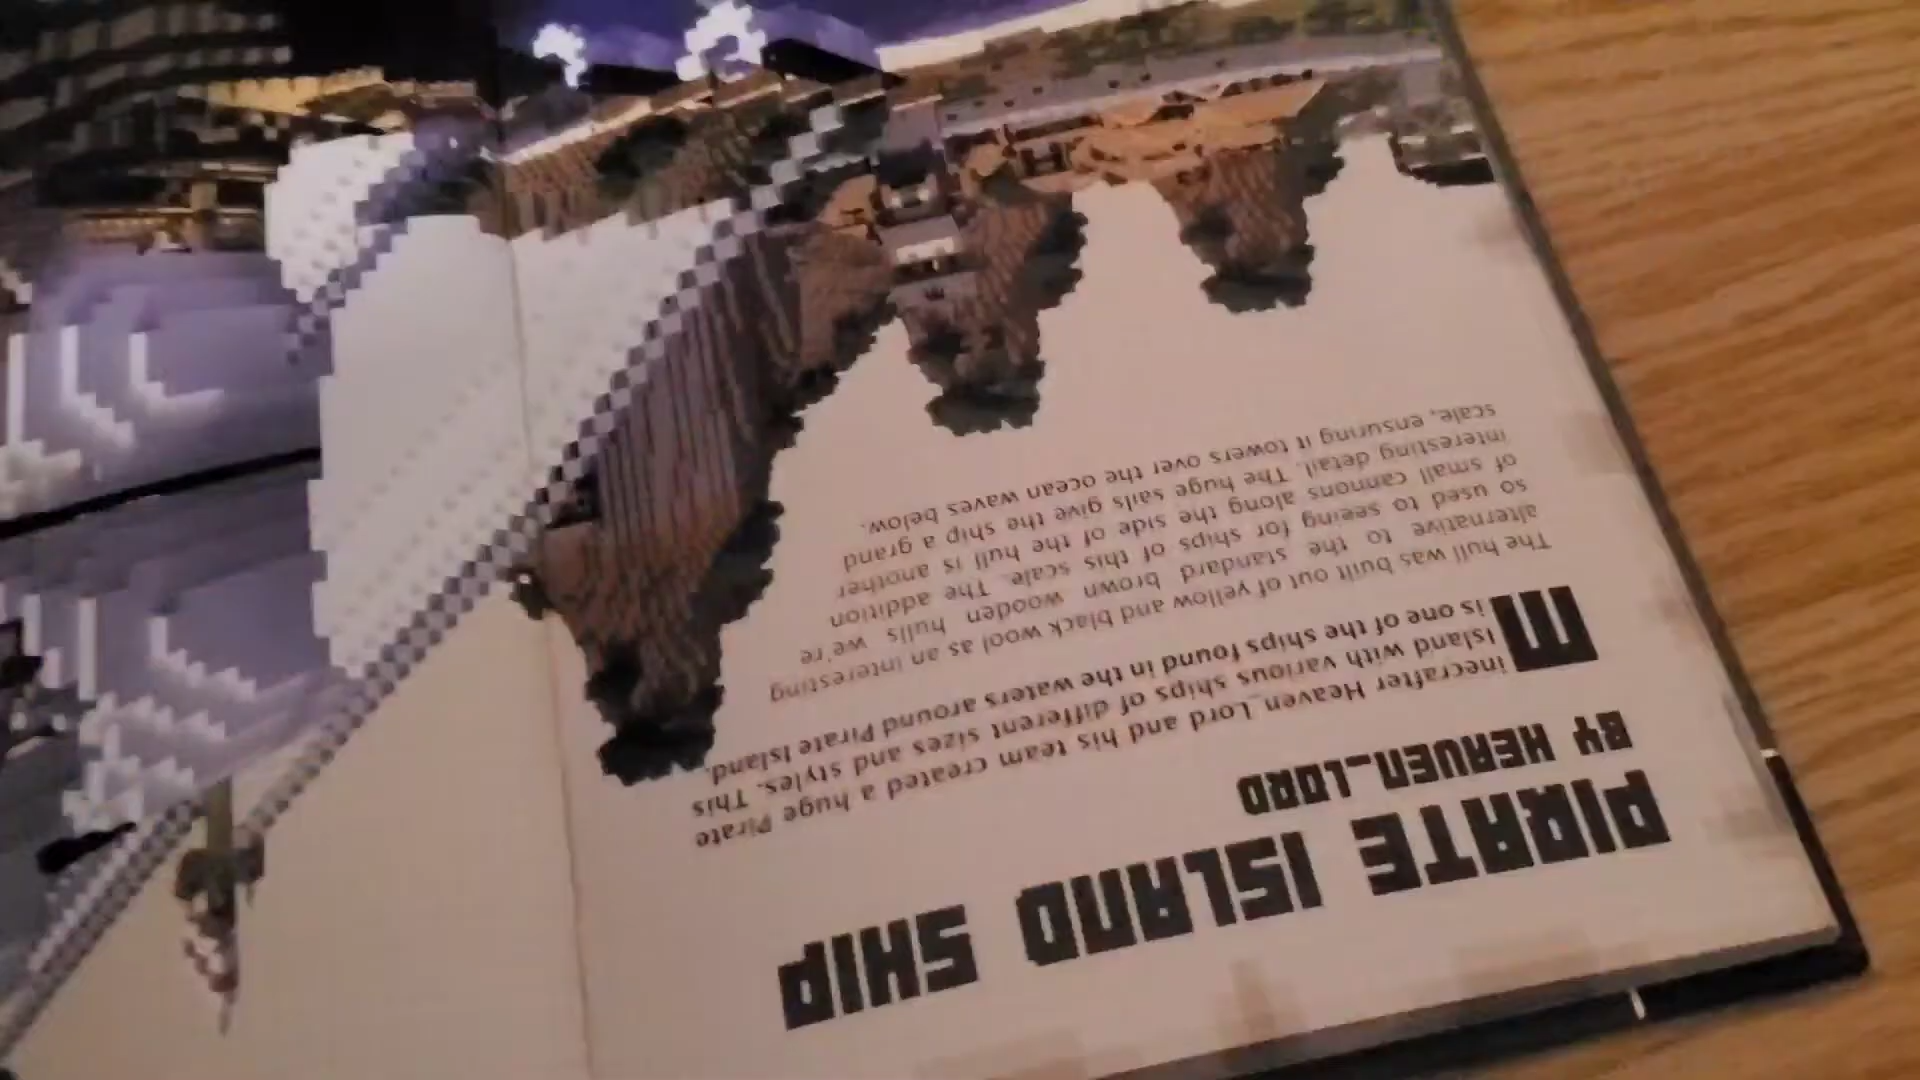 PIRATE ISLAND SHIP
BY HEAVEN_LORD
Minecrafter Heaven_Lord and his team created a huge Pirate
Island with various ships of different sizes and styles. This
is one of the ships found in the waters around Pirate Island.
The hull was built out of yellow and black wool as an interesting
alternative to the standard brown wooden hulls we're
so used to seeing for ships of this scale. The addition
of small cannons along the side of the hull is another
interesting detail. The huge sails give the ship a grand
scale, ensuring it towers over the ocean waves below.